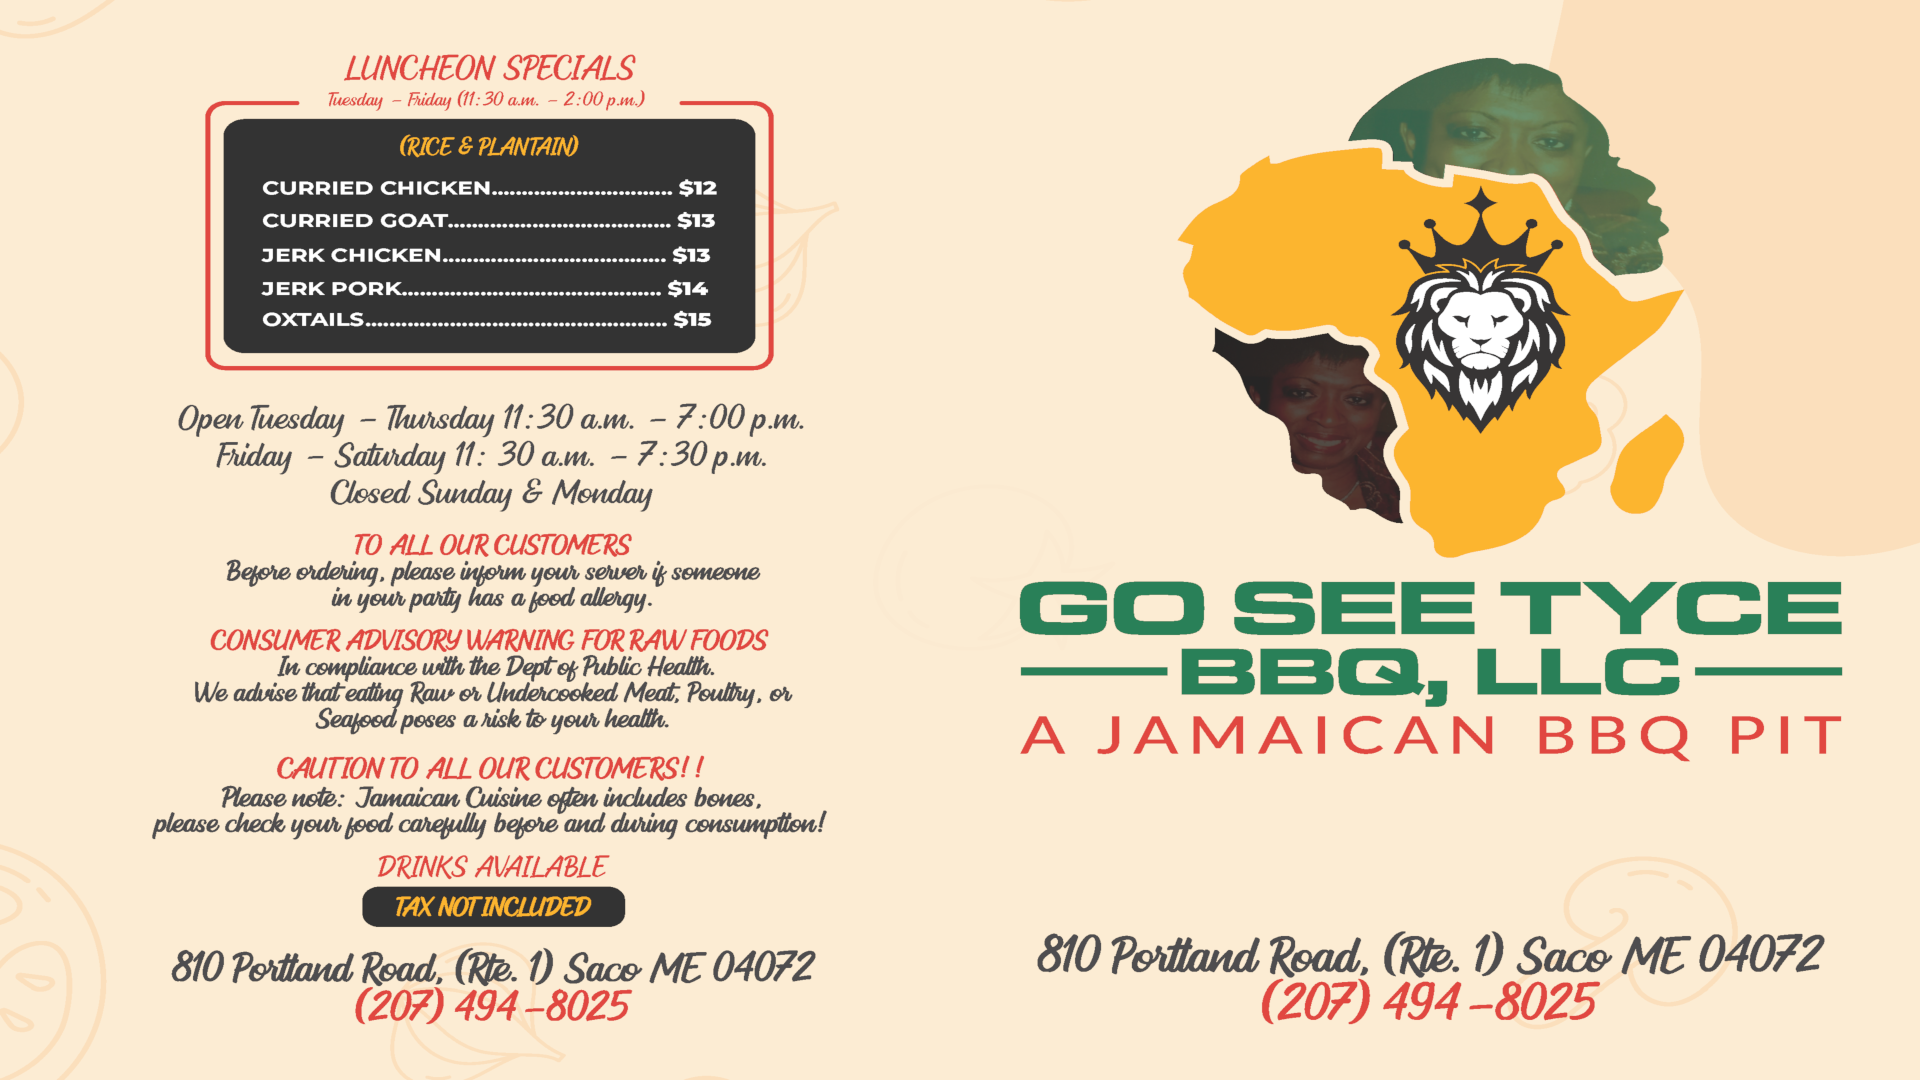 LUNCHEON SPECIALS
Tuesday – Friday (11:30 a.m. – 2:00 p.m.)
(RICE & PLANTAIN)
CURRIED CHICKEN.............................. $12
CURRIED GOAT..................................... $13
JERK CHICKEN..................................... $13
JERK PORK........................................... $14
OXTAILS.................................................. $15
Open Tuesday – Thursday 11:30 a.m. – 7:00 p.m.
Friday – Saturday 11: 30 a.m. – 7:30 p.m.
Closed Sunday & Monday
TO ALL OUR CUSTOMERS
Before ordering, please inform your server if someone
in your party has a food allergy.
CONSUMER ADVISORY WARNING FOR RAW FOODS
In compliance with the Dept of Public Health.
We advise that eating Raw or Undercooked Meat, Poultry, or
Seafood poses a risk to your health.
CAUTION TO ALL OUR CUSTOMERS! !
Please note: Jamaican Cuisine often includes bones,
please check your food carefully before and during consumption!
DRINKS AVAILABLE
TAX NOT INCLUDED
810 Portland Road, (Rte. 1) Saco ME 04072
(207) 494-8025
GO SEE TYCE
BBQ, LLC
A JAMAICAN BBQ PIT
810 Portland Road, (Rte. 1) Saco ME 04072
(207) 494-8025